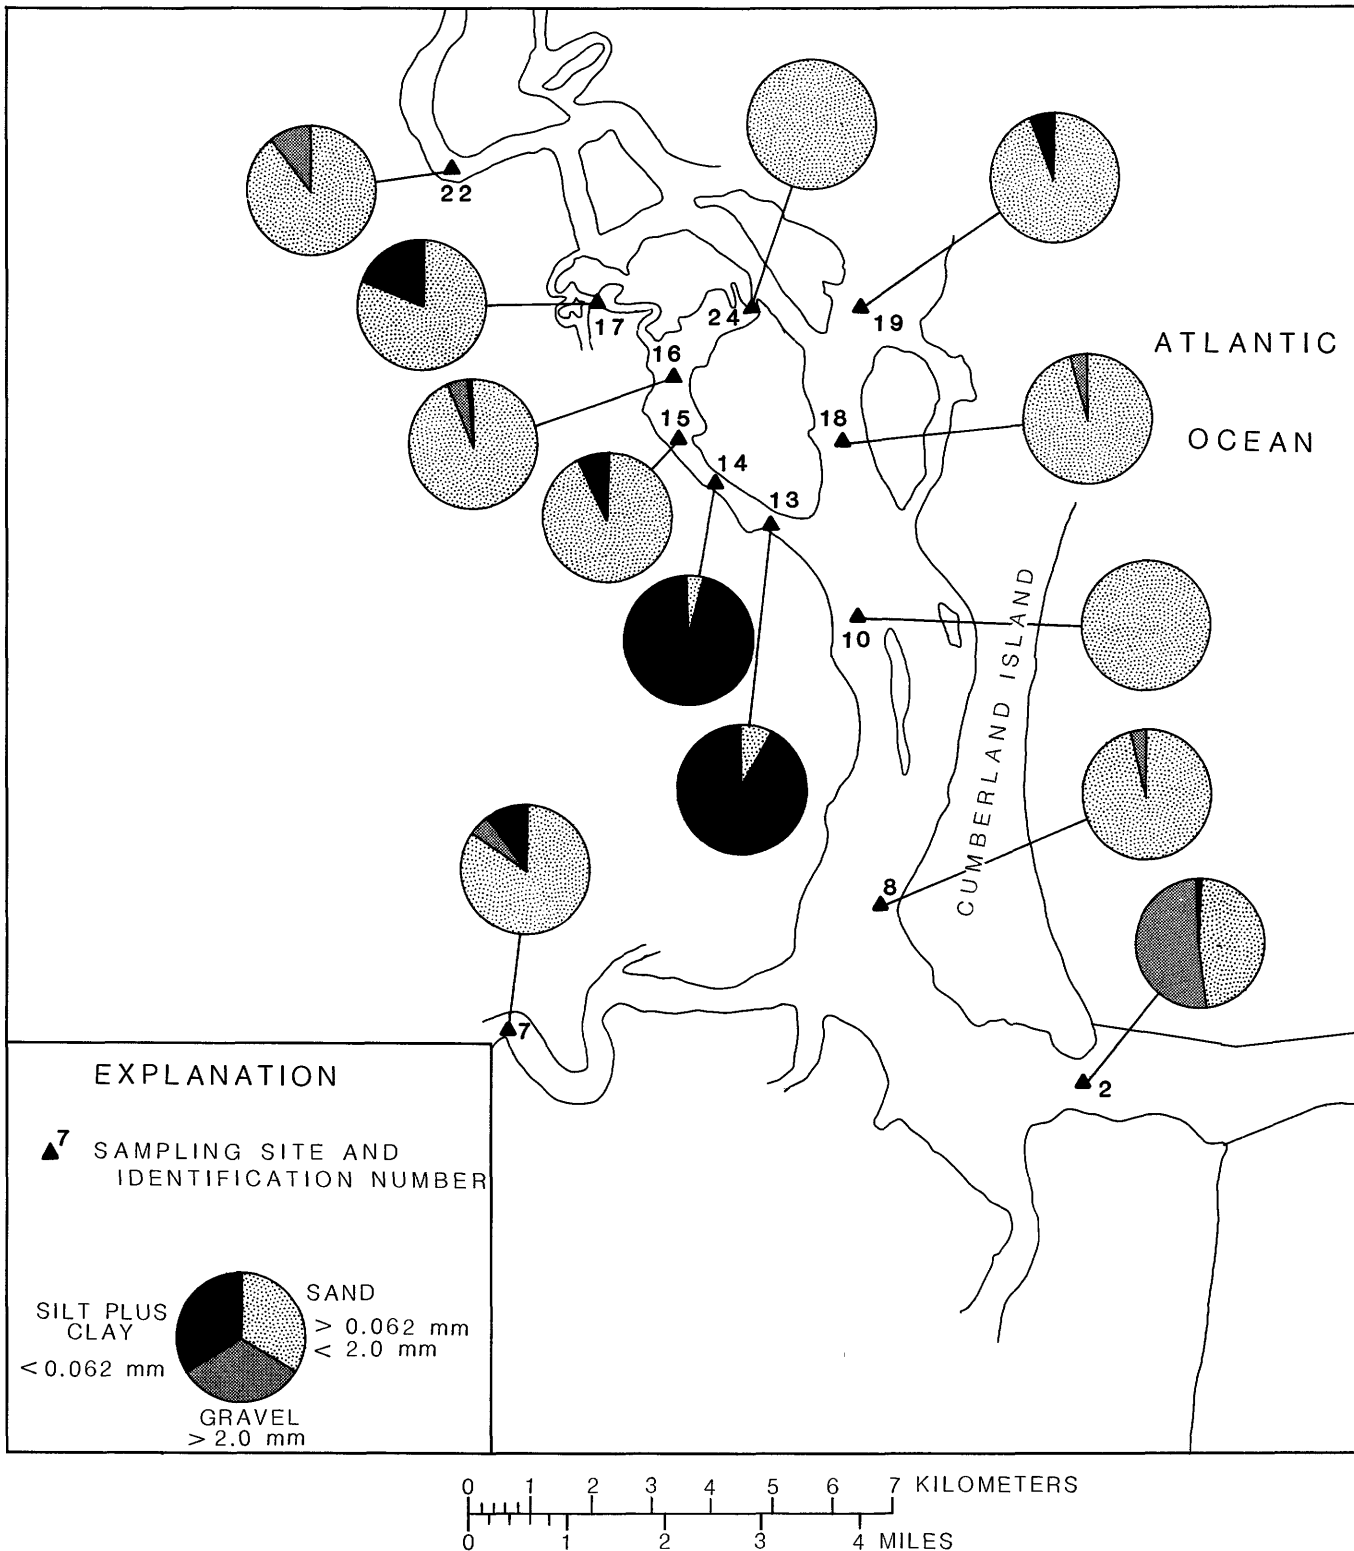 22
17
24
19
16
ATLANTIC
15
18
OCEAN
14
13
10
CUMBERLAND ISLAND
8
7
2
EXPLANATION
7
SAMPLING SITE AND
IDENTIFICATION NUMBER
SAND
> 0.062 mm
< 2.0 mm
SILT PLUS
CLAY
<0.062 mm
GRAVEL
> 2.0 mm
0 1 2 3 4 5 6 7 KILOMETERS
0 1 2 3 4 MILES